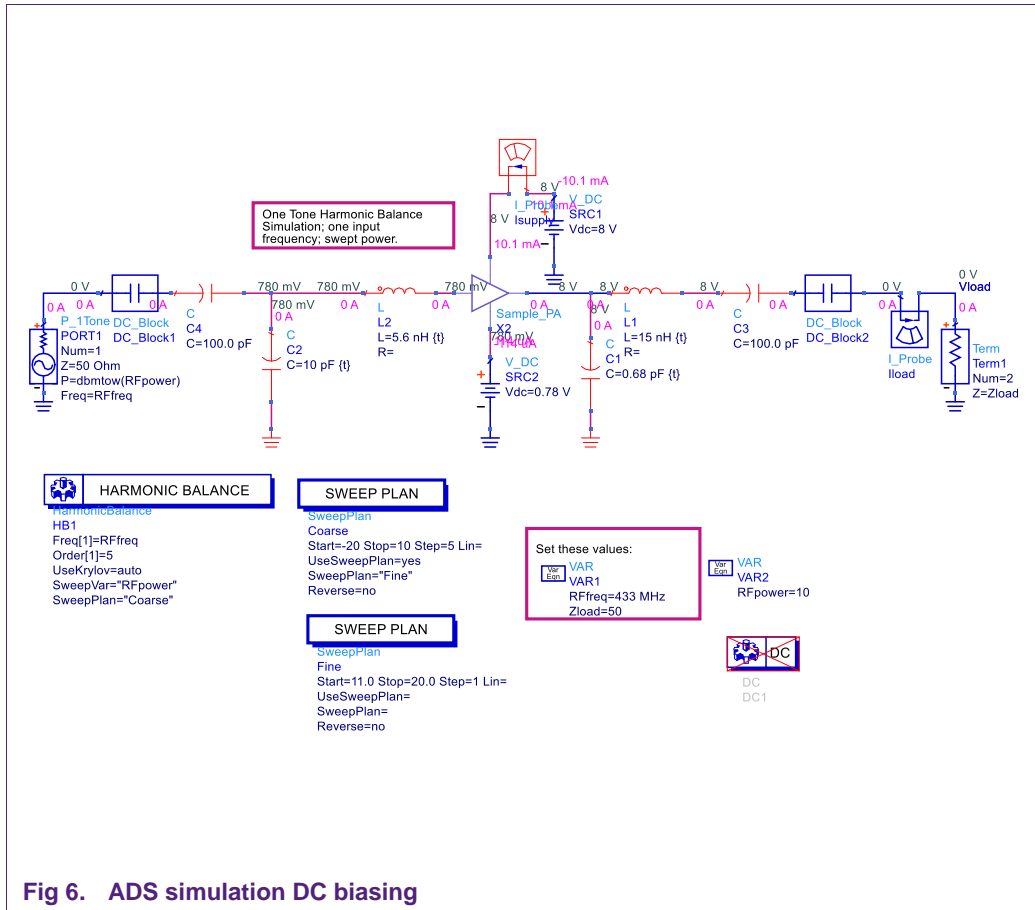 8 V
-10.1 mA
I_Probe
Isupply
V_DC
SRC1
Vdc=8 V
8 V
10.1 mA
One Tone Harmonic Balance
Simulation; one input
frequency; swept power.
0 V
0 A
0 A
0 A
780 mV
780 mV
780 mV
780 mV
0 A
0 A
0 A
0 A
8 V
8 V
8 V
0 A
0 A
0 A
8 V
0 A
0 A
0 V
0 A
0 V
Vload
0 A
P_1Tone
PORT1
Num=1
Z=50 Ohm
P=dbmtow(RFpower)
Freq=RFfreq
DC_Block
DC_Block1
C
C4
C=100.0 pF
C
C2
C=10 pF {t}
L
L2
L=5.6 nH {t}
R=
Sample_PA
X2
780 mV
V_DC
SRC2
Vdc=0.78 V
C
C1
C=0.68 pF {t}
L
L1
L=15 nH {t}
R=
C
C3
C=100.0 pF
DC_Block
DC_Block2
I_Probe
Iload
Term
Term1
Num=2
Z=Zload
HARMONIC BALANCE
HarmonicBalance
HB1
Freq[1]=RFfreq
Order[1]=5
UseKrylov=auto
SweepVar="RFpower"
SweepPlan="Coarse"
SWEEP PLAN
SweepPlan
Coarse
Start=-20 Stop=10 Step=5 Lin=
UseSweepPlan=yes
SweepPlan="Fine"
Reverse=no
SWEEP PLAN
SweepPlan
Fine
Start=11.0 Stop=20.0 Step=1 Lin=
UseSweepPlan=
SweepPlan=
Reverse=no
Set these values:
Var
Eqn
VAR
VAR1
RFfreq=433 MHz
Zload=50
Var
Eqn
VAR
VAR2
RFpower=10
DC
DC
DC1
Fig 6. ADS simulation DC biasing